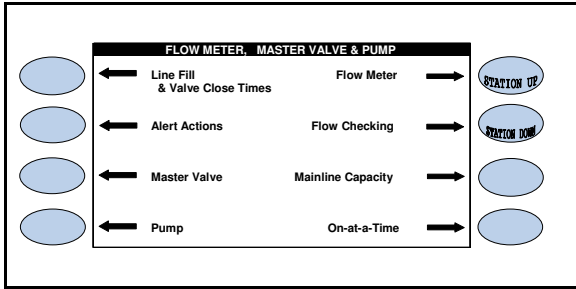 FLOW METER, MASTER VALVE & PUMP
Line Fill
& Valve Close Times
Flow Meter
STATION UP
Alert Actions
Flow Checking
STATION DOWN
Master Valve
Mainline Capacity
Pump
On-at-a-Time